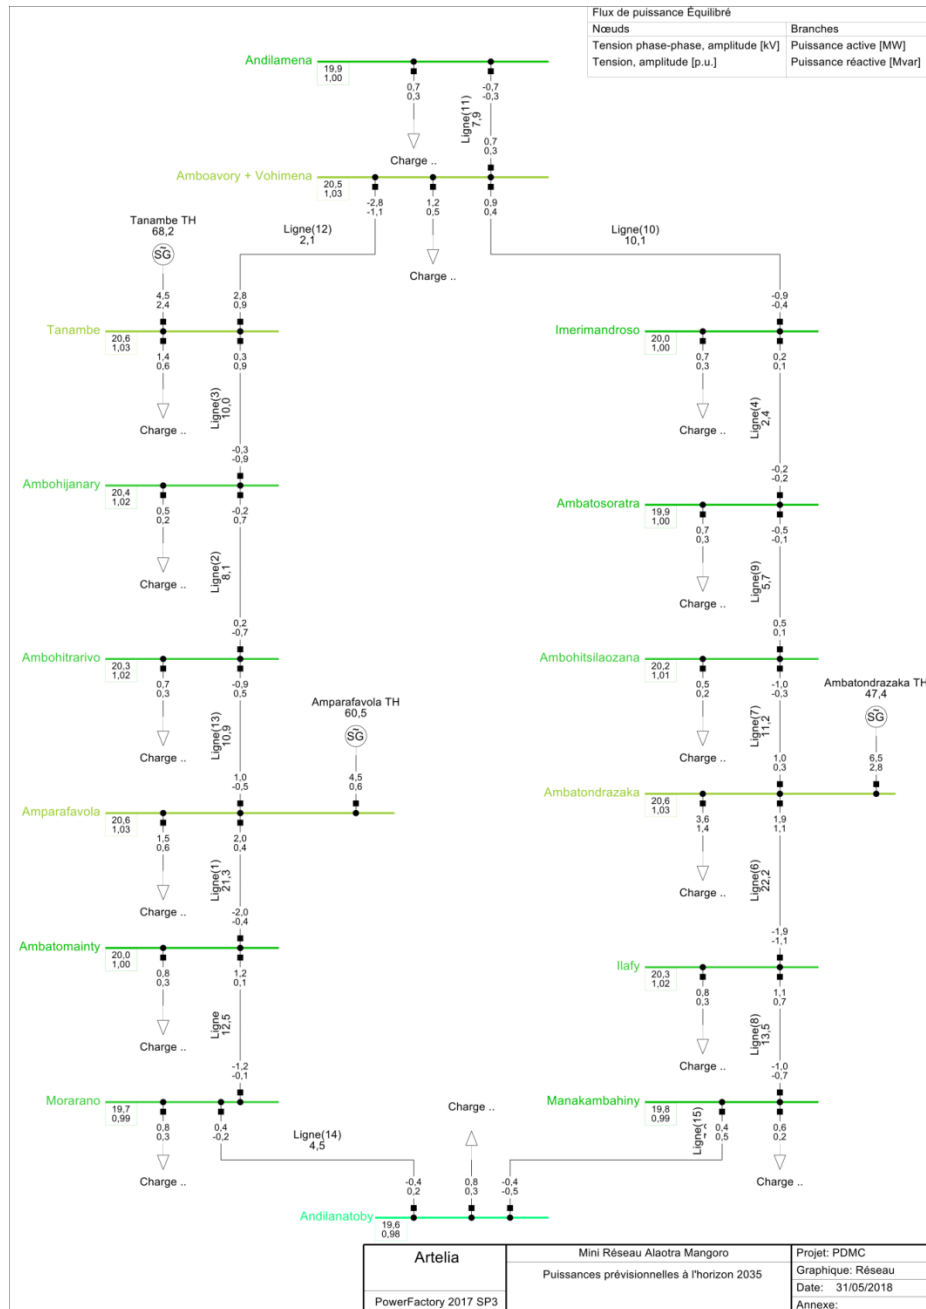 Flux de puissance Équilibré
Nœuds
Branches
Tension phase-phase, amplitude [kV]
Puissance active [MW]
Tension, amplitude [p.u.]
Puissance réactive [Mvar]
Andilamena
19,9
1,00
0,7
0,3
-0,7
-0,3
Charge ..
Ligne(11)
7,9
0,7
0,3
Amboavory + Vohimena
20,5
1,03
-2,8
-1,1
1,2
0,5
0,9
0,4
Charge ..
Ligne(12)
2,1
Ligne(10)
10,1
Tanambe TH
68,2
SG
4,5
2,4
2,8
0,9
Tanambe
20,6
1,03
1,4
0,6
0,3
0,9
Charge ..
Ligne(3)
10,0
-0,9
-0,4
Imerimandroso
20,0
1,00
0,7
0,3
0,2
0,1
Charge ..
Ligne(4)
2,4
-0,3
-0,9
Ambohijanary
20,4
1,02
0,5
0,2
-0,2
0,7
Charge ..
Ligne(2)
8,1
-0,2
-0,2
Ambatosoratra
19,9
1,00
0,7
0,3
-0,5
-0,1
Charge ..
Ligne(9)
5,7
0,2
-0,7
Ambohitrarivo
20,3
1,02
0,7
0,3
-0,9
0,5
Charge ..
Ligne(13)
10,9
0,5
0,1
Ambohitsilaozana
20,2
1,01
0,5
0,2
-1,0
-0,3
Charge ..
Ligne(7)
11,2
Amparafavola TH
60,5
SG
4,5
0,6
1,0
-0,5
Amparafavola
20,6
1,03
1,5
0,6
2,0
0,4
Charge ..
Ligne(1)
21,3
Ambatondrazaka TH
47,4
SG
6,5
2,8
1,0
0,3
Ambatondrazaka
20,6
1,03
3,6
1,4
1,9
1,1
Charge ..
Ligne(6)
22,2
-2,0
-0,4
Ambatomainty
20,0
1,00
0,8
0,3
1,2
0,1
Charge ..
Ligne
12,5
-1,9
-1,1
Ilafy
20,3
1,02
0,8
0,3
1,1
0,7
Charge ..
Ligne(8)
13,5
-1,2
-0,1
Morarano
19,7
0,99
0,8
0,3
0,4
-0,2
Charge ..
Ligne(14)
4,5
-1,0
-0,7
Manakambahiny
19,8
0,99
0,4
0,5
0,6
0,2
Charge ..
Ligne(15)
Charge ..
-0,4
0,2
0,8
0,3
-0,4
-0,5
Andilanatoby
19,6
0,98
Artelia
PowerFactory 2017 SP3
Mini Réseau Alaotra Mangoro
Puissances prévisionnelles à l'horizon 2035
Projet: PDMC
Graphique: Réseau
Date: 31/05/2018
Annexe: